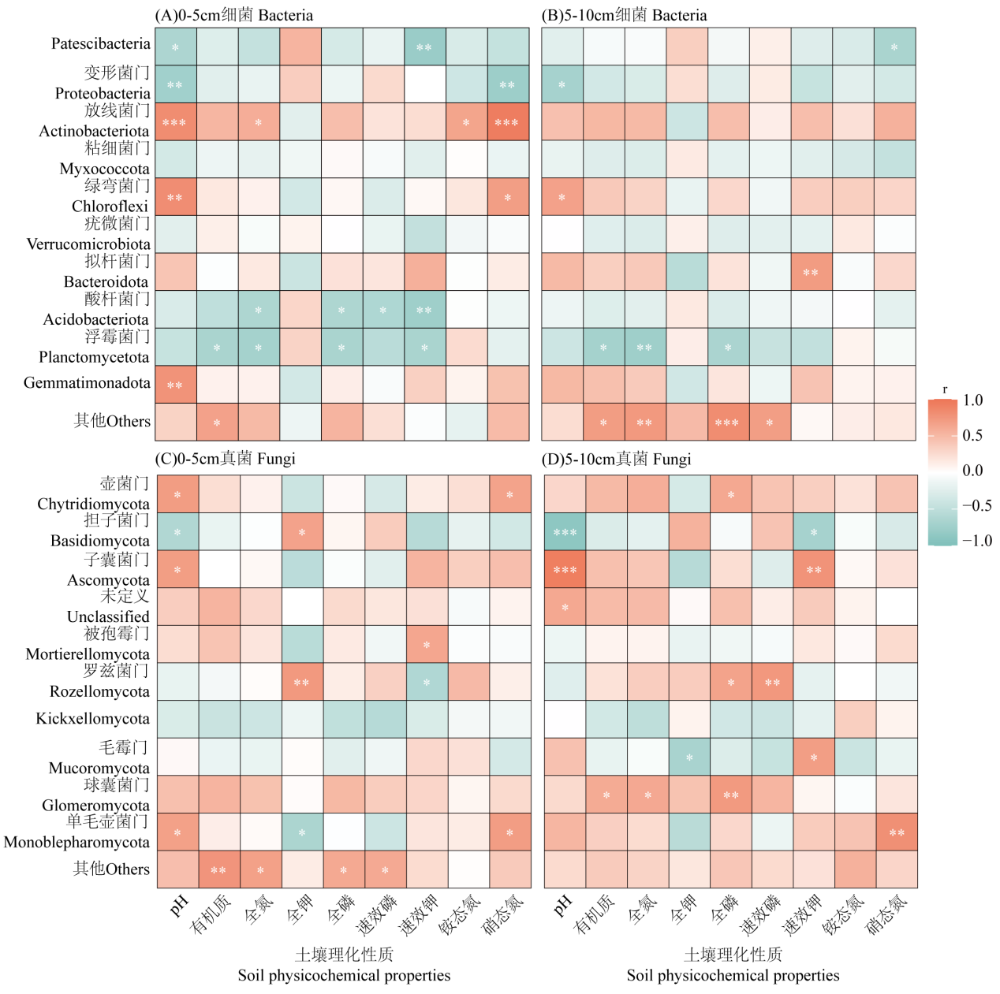 (A)0-5cm细菌 Bacteria
(B)5-10cm细菌 Bacteria
Patescibacteria
* ** *
变形菌门
Proteobacteria
** ** *
放线菌门
Actinobacteriota
*** * * ***
粘细菌门
Myxococcota
绿弯菌门
Chloroflexi
** * *
疣微菌门
Verrucomicrobiota
拟杆菌门
Bacteroidota
**
酸杆菌门
Acidobacteriota
* * * **
浮霉菌门
Planctomycetota
* * * * * ** *
Gemmatimonadota
**
其他Others
* * ** *** *
r
1.0
0.5
0.0
−0.5
−1.0
(C)0-5cm真菌 Fungi
(D)5-10cm真菌 Fungi
壶菌门
Chytridiomycota
* * *
担子菌门
Basidiomycota
* * *** *
子囊菌门
Ascomycota
* *** **
未定义
Unclassified
*
被孢霉门
Mortierellomycota
*
罗兹菌门
Rozellomycota
** * * **
Kickxellomycota
毛霉门
Mucoromycota
* *
球囊菌门
Glomeromycota
* * **
单毛壶菌门
Monoblepharomycota
* * * **
其他Others
** * * *
pH 有机质 全氮 全钾 全磷 速效磷 速效钾 铵态氮 硝态氮
pH 有机质 全氮 全钾 全磷 速效磷 速效钾 铵态氮 硝态氮
土壤理化性质
Soil physicochemical properties
土壤理化性质
Soil physicochemical properties